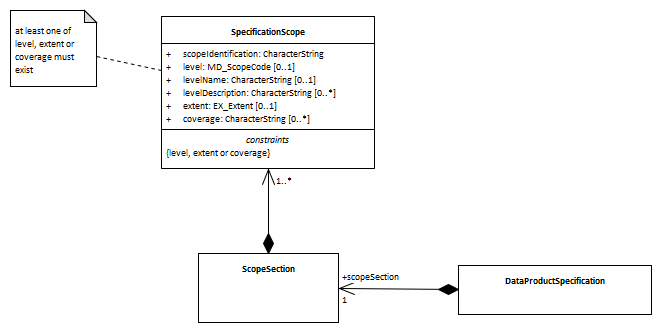 at least one of
level, extent or
coverage must
exist
SpecificationScope
+ scopeIdentification: CharacterString
+ level: MD_ScopeCode [0..1]
+ levelName: CharacterString [0..1]
+ levelDescription: CharacterString [0..*]
+ extent: EX_Extent [0..1]
+ coverage: CharacterString [0..*]
constraints
{level, extent or coverage}
1..*
ScopeSection
+scopeSection
1
DataProductSpecification